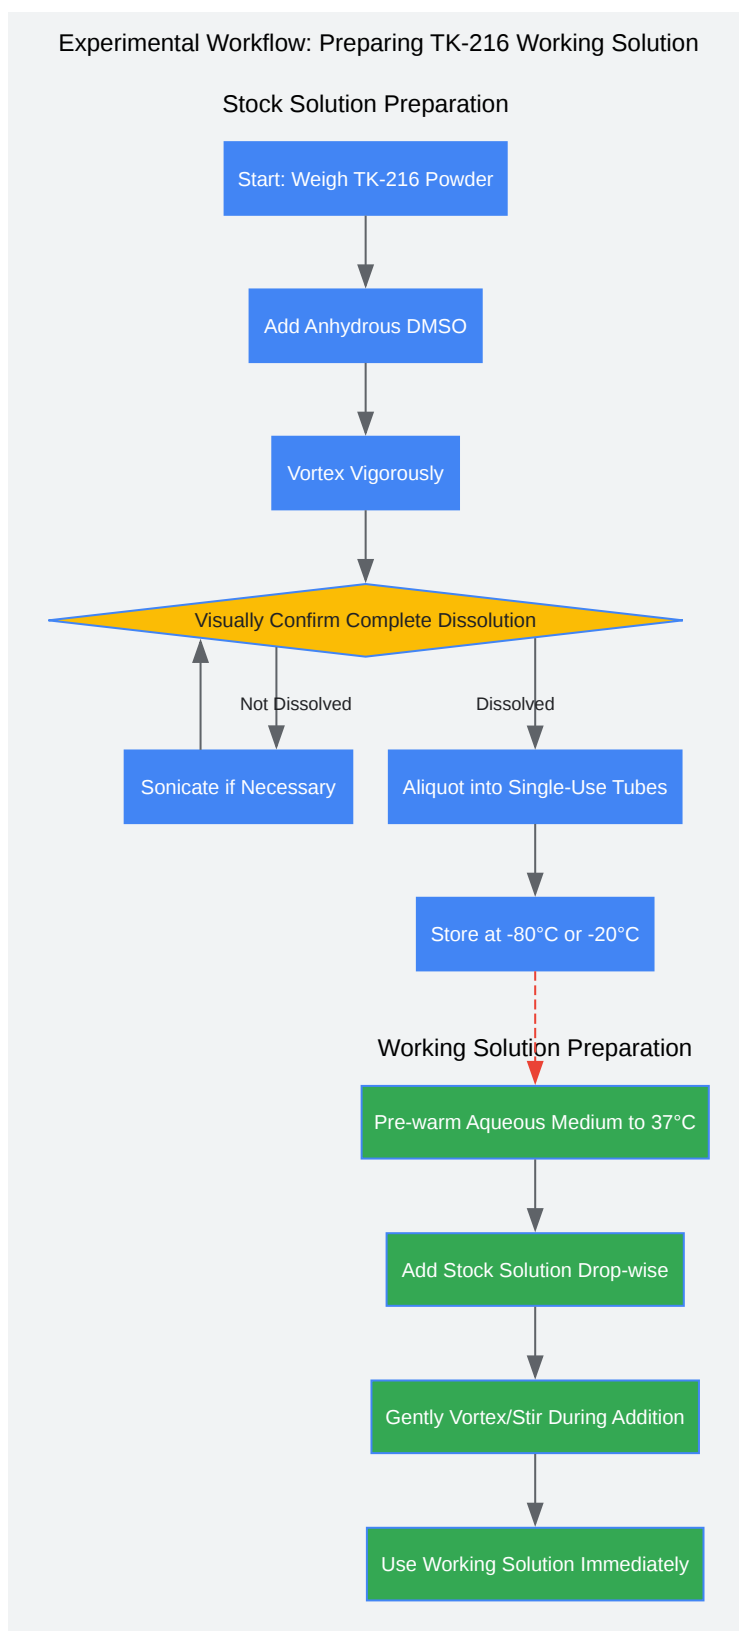 Experimental Workflow: Preparing TK-216 Working Solution
Stock Solution Preparation
Start: Weigh TK-216 Powder
Add Anhydrous DMSO
Vortex Vigorously
Visually Confirm Complete Dissolution
Not Dissolved
Dissolved
Sonicate if Necessary
Aliquot into Single-Use Tubes
Store at -80°C or -20°C
Working Solution Preparation
Pre-warm Aqueous Medium to 37°C
Add Stock Solution Drop-wise
Gently Vortex/Stir During Addition
Use Working Solution Immediately